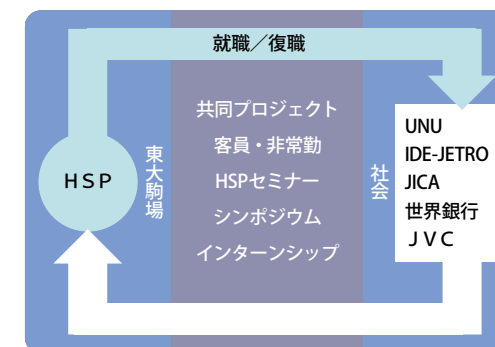 就職／復職
HSP
東大駒場
共同プロジェクト
客員・非常勤
HSPセミナー
シンポジウム
インターンシップ
社会
UNU
IDE-JETRO
JICA
世界銀行
ＪＶＣ